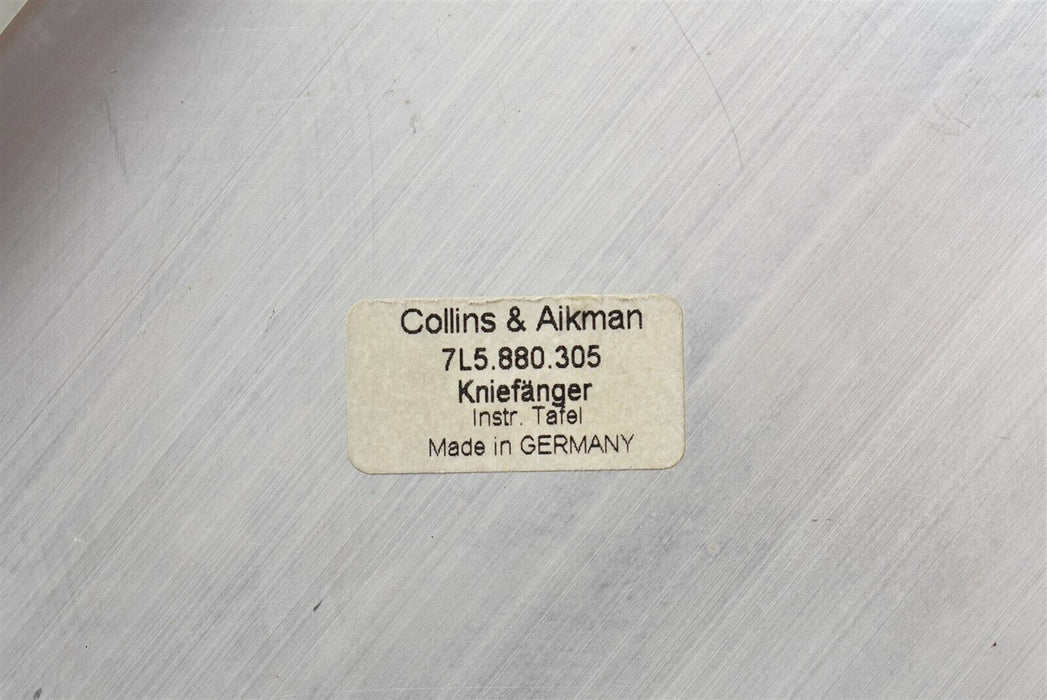 Collins & Aikman
7L5.880.305
Kniefänger
Instr. Tafel
Made in GERMANY